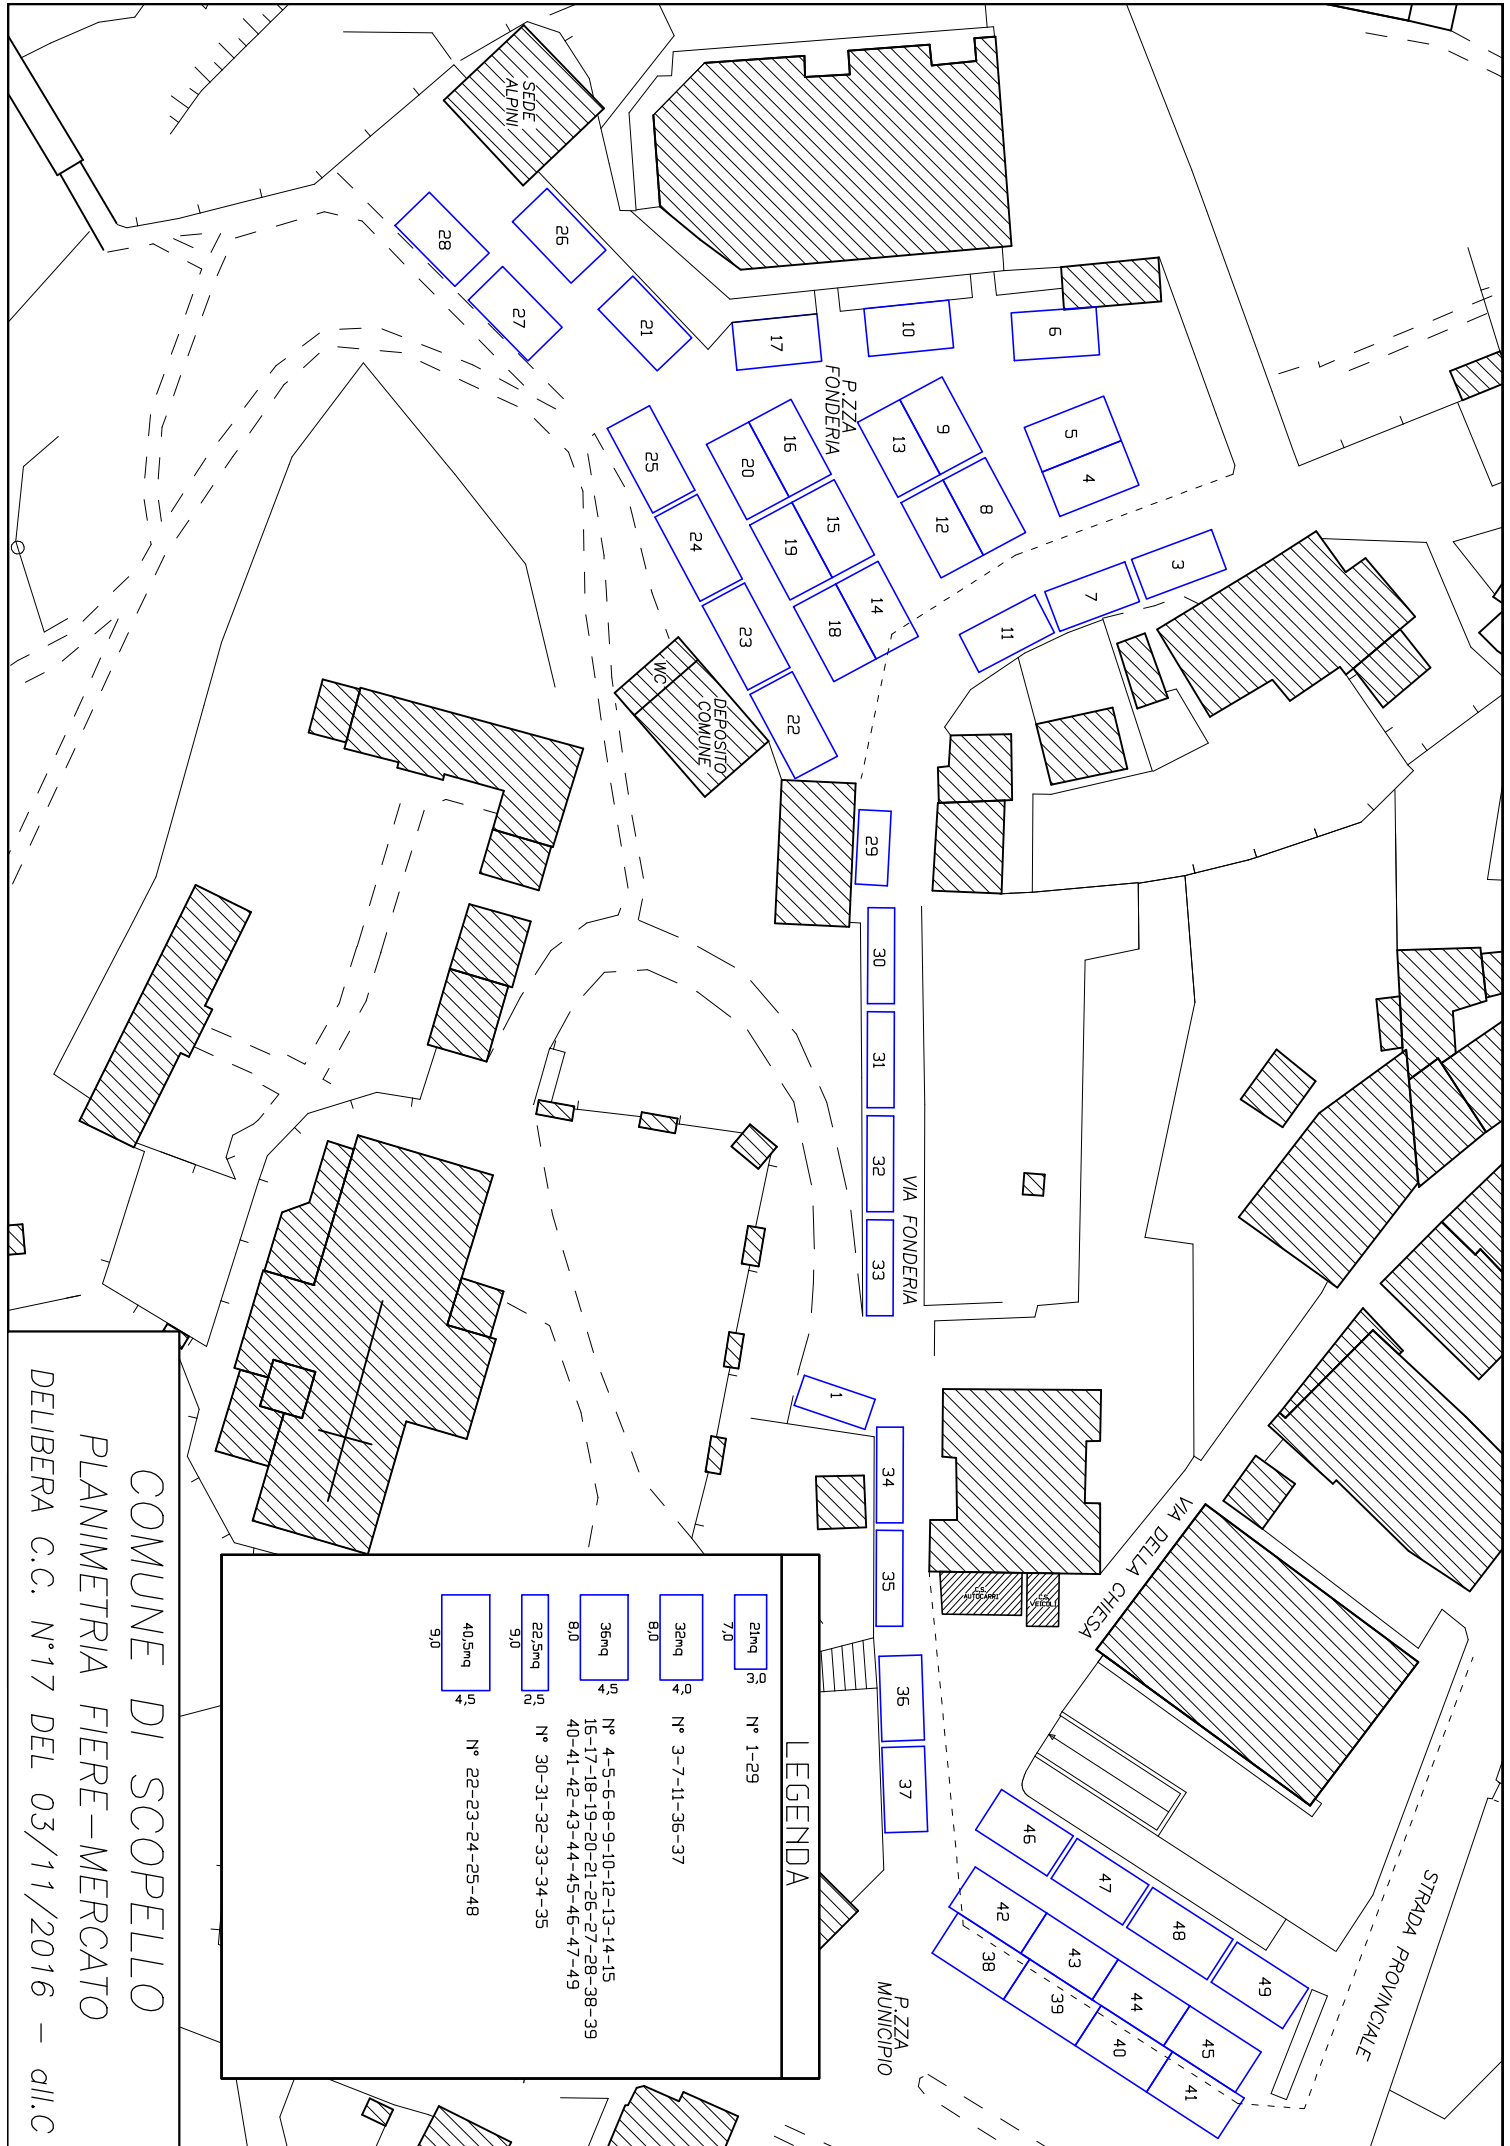 SEDE
ALPINI
28
26
27
21
17
10
6
P.ZZA
FONDERIA
5
4
9
13
8
12
16
20
15
19
14
18
25
24
23
22
3
7
11
WC
DEPOSITO
COMUNE
29
30
31
32
33
VIA FONDERIA
1
34
35
36
37
C.S.
AUTOCARRI
C.S.
VEICOLI
VIA DELLA CHIESA
STRADA PROVINCIALE
46
47
48
49
42
43
44
45
38
39
40
41
P.ZZA
MUNICIPIO
LEGENDA
21mq
7,0
3,0
N° 1-29
32mq
8,0
4,0
N° 3-7-11-36-37
36mq
8,0
4,5
N° 4-5-6-8-9-10-12-13-14-15
16-17-18-19-20-21-26-27-28-38-39
40-41-42-43-44-45-46-47-49
22,5mq
9,0
2,5
N° 30-31-32-33-34-35
40,5mq
9,0
4,5
N° 22-23-24-25-48
COMUNE DI SCOPELLO
PLANIMETRIA FIERE-MERCATO
DELIBERA C.C. N°17 DEL 03/11/2016 - all.C